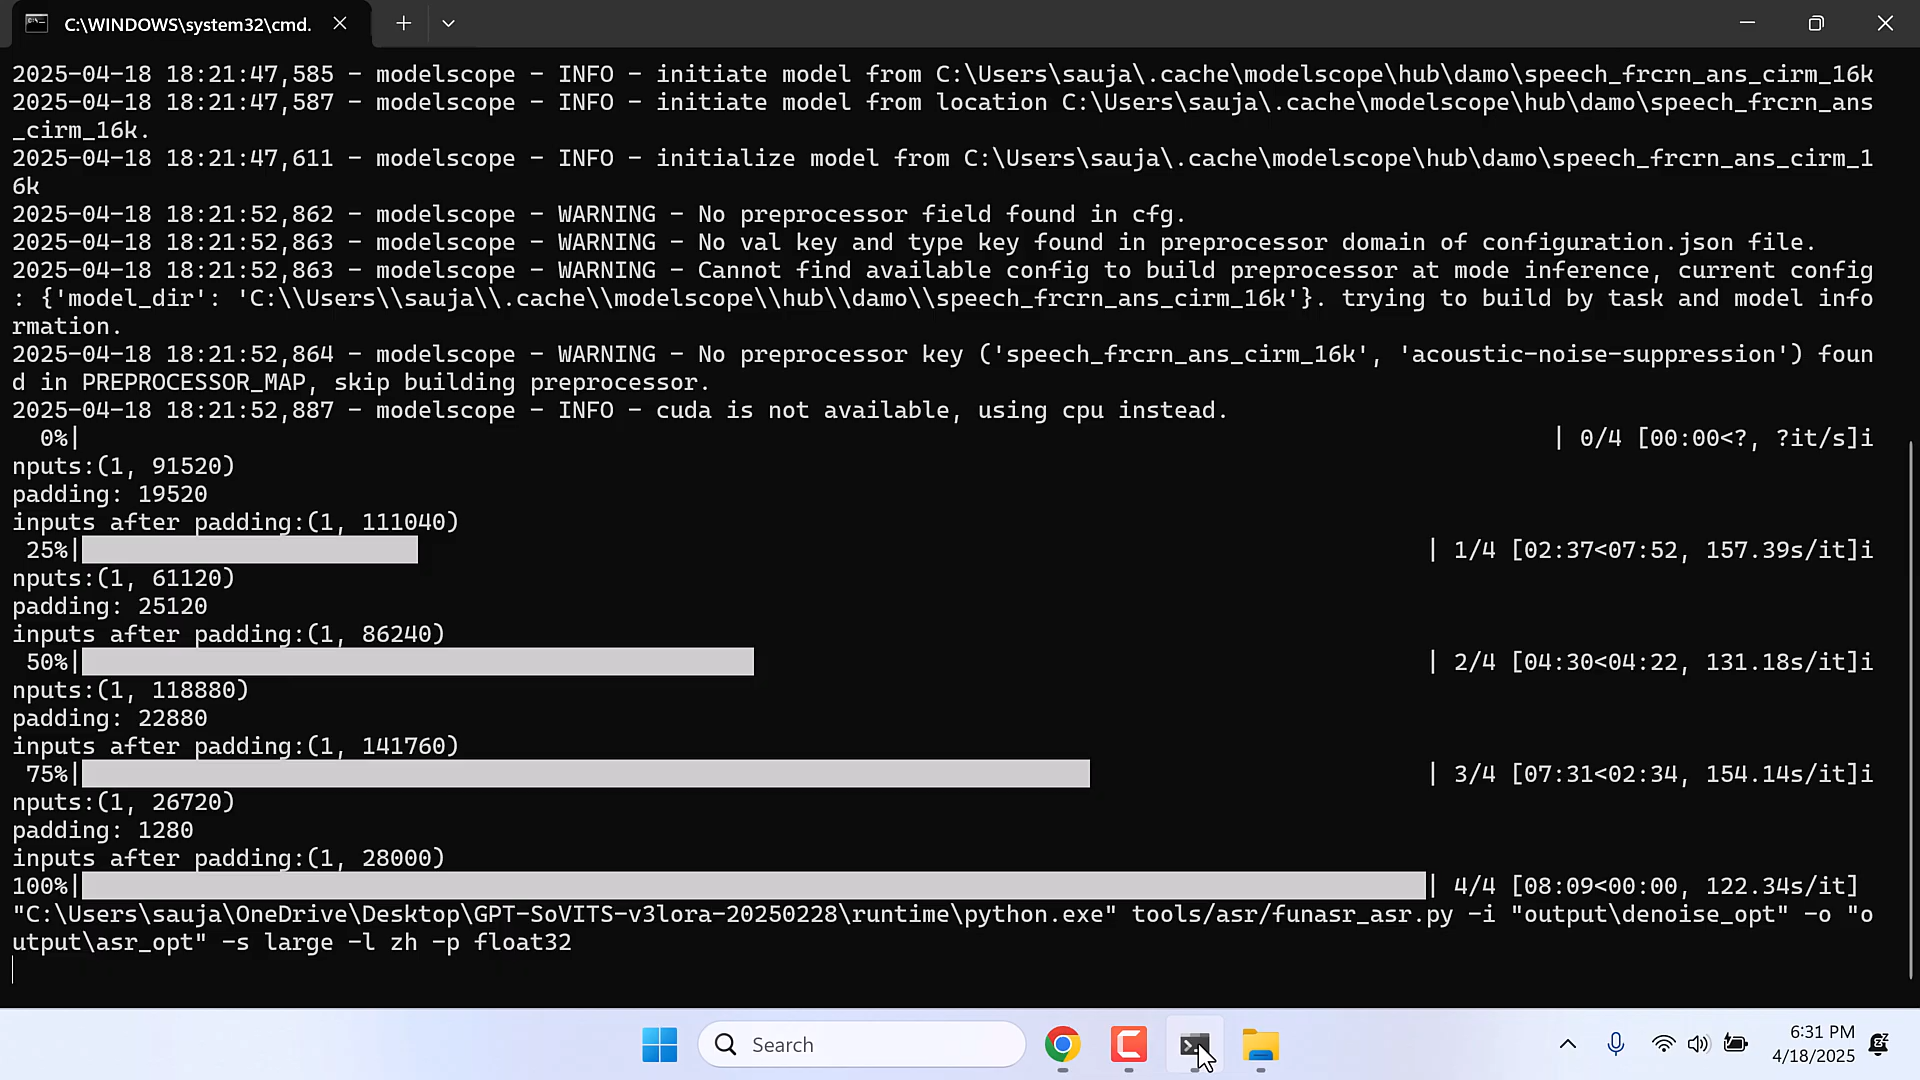 C:\WINDOWS\system32\cmd.
2025-04-18 18:21:47,585 - modelscope - INFO - initiate model from C:\Users\sauja\.cache\modelscope\hub\damo\speech_frcrn_ans_cirm_16k
2025-04-18 18:21:47,587 - modelscope - INFO - initiate model from location C:\Users\sauja\.cache\modelscope\hub\damo\speech_frcrn_ans
_cirm_16k.
2025-04-18 18:21:47,611 - modelscope - INFO - initialize model from C:\Users\sauja\.cache\modelscope\hub\damo\speech_frcrn_ans_cirm_1
6k
2025-04-18 18:21:52,862 - modelscope - WARNING - No preprocessor field found in cfg.
2025-04-18 18:21:52,863 - modelscope - WARNING - No val key and type key found in preprocessor domain of configuration.json file.
2025-04-18 18:21:52,863 - modelscope - WARNING - Cannot find available config to build preprocessor at mode inference, current config
: {'model_dir': 'C:\\Users\\sauja\\.cache\\modelscope\\hub\\damo\\speech_frcrn_ans_cirm_16k'}. trying to build by task and model info
rmation.
2025-04-18 18:21:52,864 - modelscope - WARNING - No preprocessor key ('speech_frcrn_ans_cirm_16k', 'acoustic-noise-suppression') foun
d in PREPROCESSOR_MAP, skip building preprocessor.
2025-04-18 18:21:52,887 - modelscope - INFO - cuda is not available, using cpu instead.
0%| | 0/4 [00:00<?, ?it/s]i
nputs:(1, 91520)
padding: 19520
inputs after padding:(1, 111040)
25%| | 1/4 [02:37<07:52, 157.39s/it]i
nputs:(1, 61120)
padding: 25120
inputs after padding:(1, 86240)
50%| | 2/4 [04:30<04:22, 131.18s/it]i
nputs:(1, 118880)
padding: 22880
inputs after padding:(1, 141760)
75%| | 3/4 [07:31<02:34, 154.14s/it]i
nputs:(1, 26720)
padding: 1280
inputs after padding:(1, 28000)
100%| | 4/4 [08:09<00:00, 122.34s/it]
"C:\Users\sauja\OneDrive\Desktop\GPT-SoVITS-v3lora-20250228\runtime\python.exe" tools/asr/funasr_asr.py -i "output\denoise_opt" -o "o
utput\asr_opt" -s large -l zh -p float32
Search
6:31 PM
4/18/2025